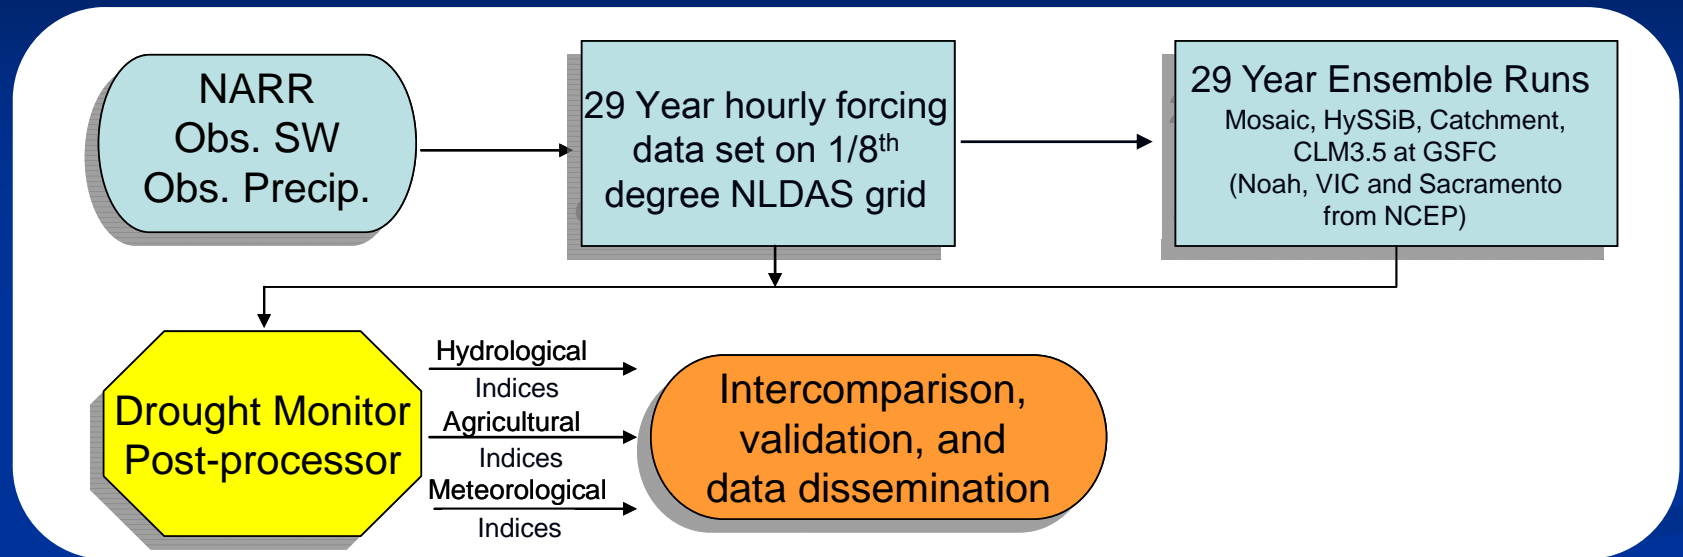 NARR
Obs. SW
Obs. Precip.
29 Year hourly forcing
data set on 1/8th
degree NLDAS grid
29 Year Ensemble Runs
Mosaic, HySSiB, Catchment,
CLM3.5 at GSFC
(Noah, VIC and Sacramento
from NCEP)
Drought Monitor
Post-processor
Hydrological
Indices
Agricultural
Indices
Meteorological
Indices
Intercomparison,
validation, and
data dissemination